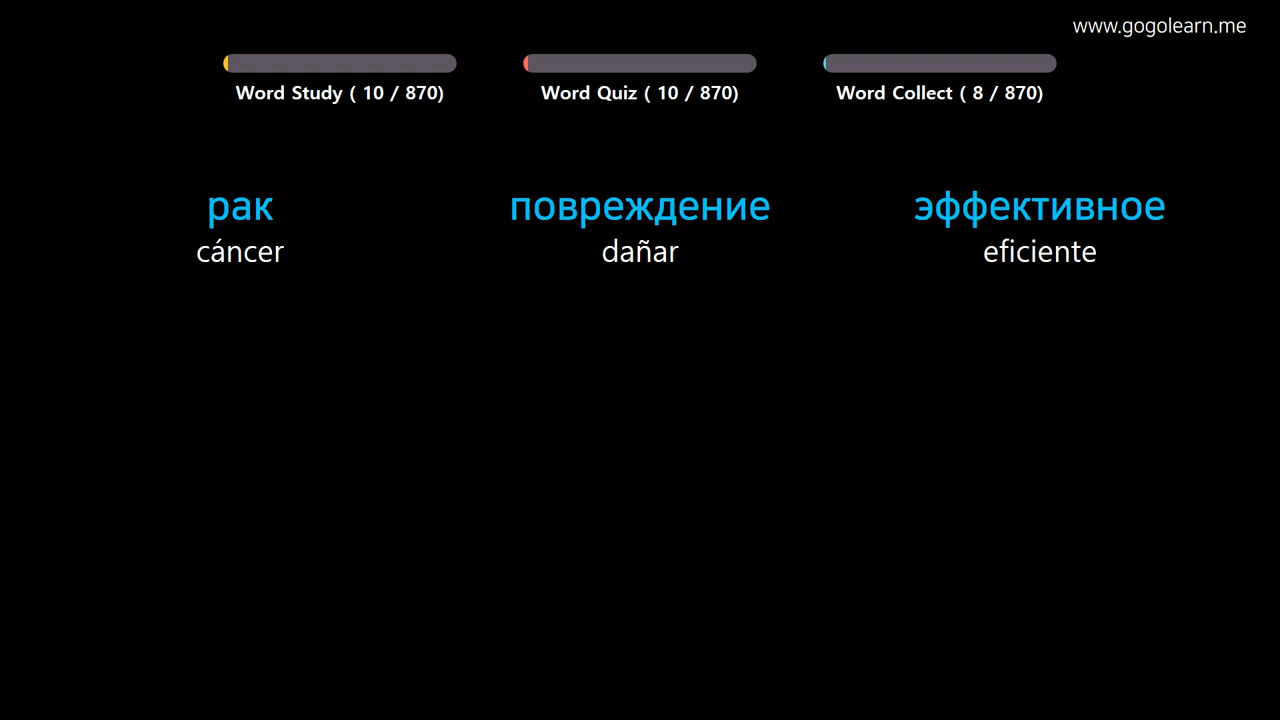 www.gogolearn.me
Word Study ( 10 / 870)
Word Quiz ( 10 / 870)
Word Collect ( 8 / 870)
рак
cáncer
повреждение
dañar
эффективное
eficiente